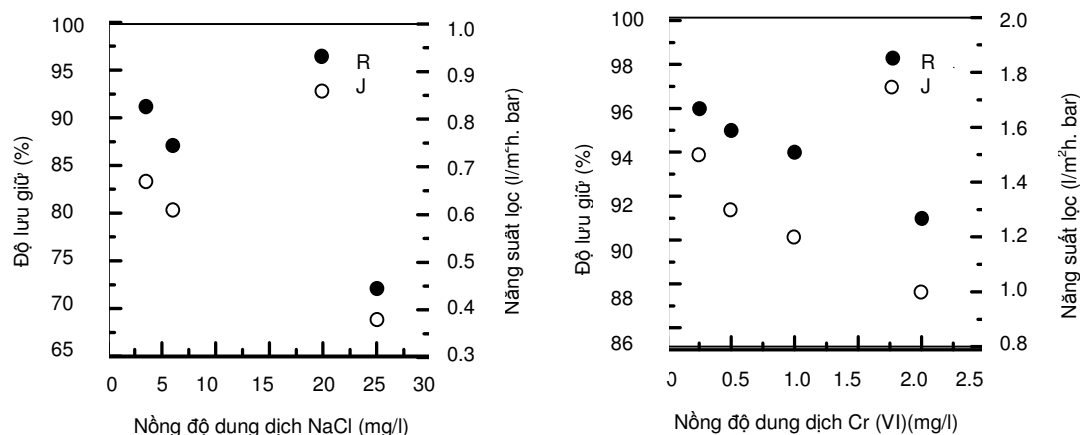 100
95
90
85
80
75
70
65
Độ lưu giữ (%)
R
J
1.0
0.9
0.8
0.7
0.6
0.5
0.4
0.3
Năng suất lọc (l/m²h. bar)
0 5 10 15 20 25 30
Nồng độ dung dịch NaCl (mg/l)
100
98
96
94
92
90
88
86
Độ lưu giữ (%)
R
J
2.0
1.8
1.6
1.4
1.2
1.0
0.8
Năng suất lọc (l/m²h. bar)
0 0.5 1.0 2.0 2.5
Nồng độ dung dịch Cr (VI)(mg/l)